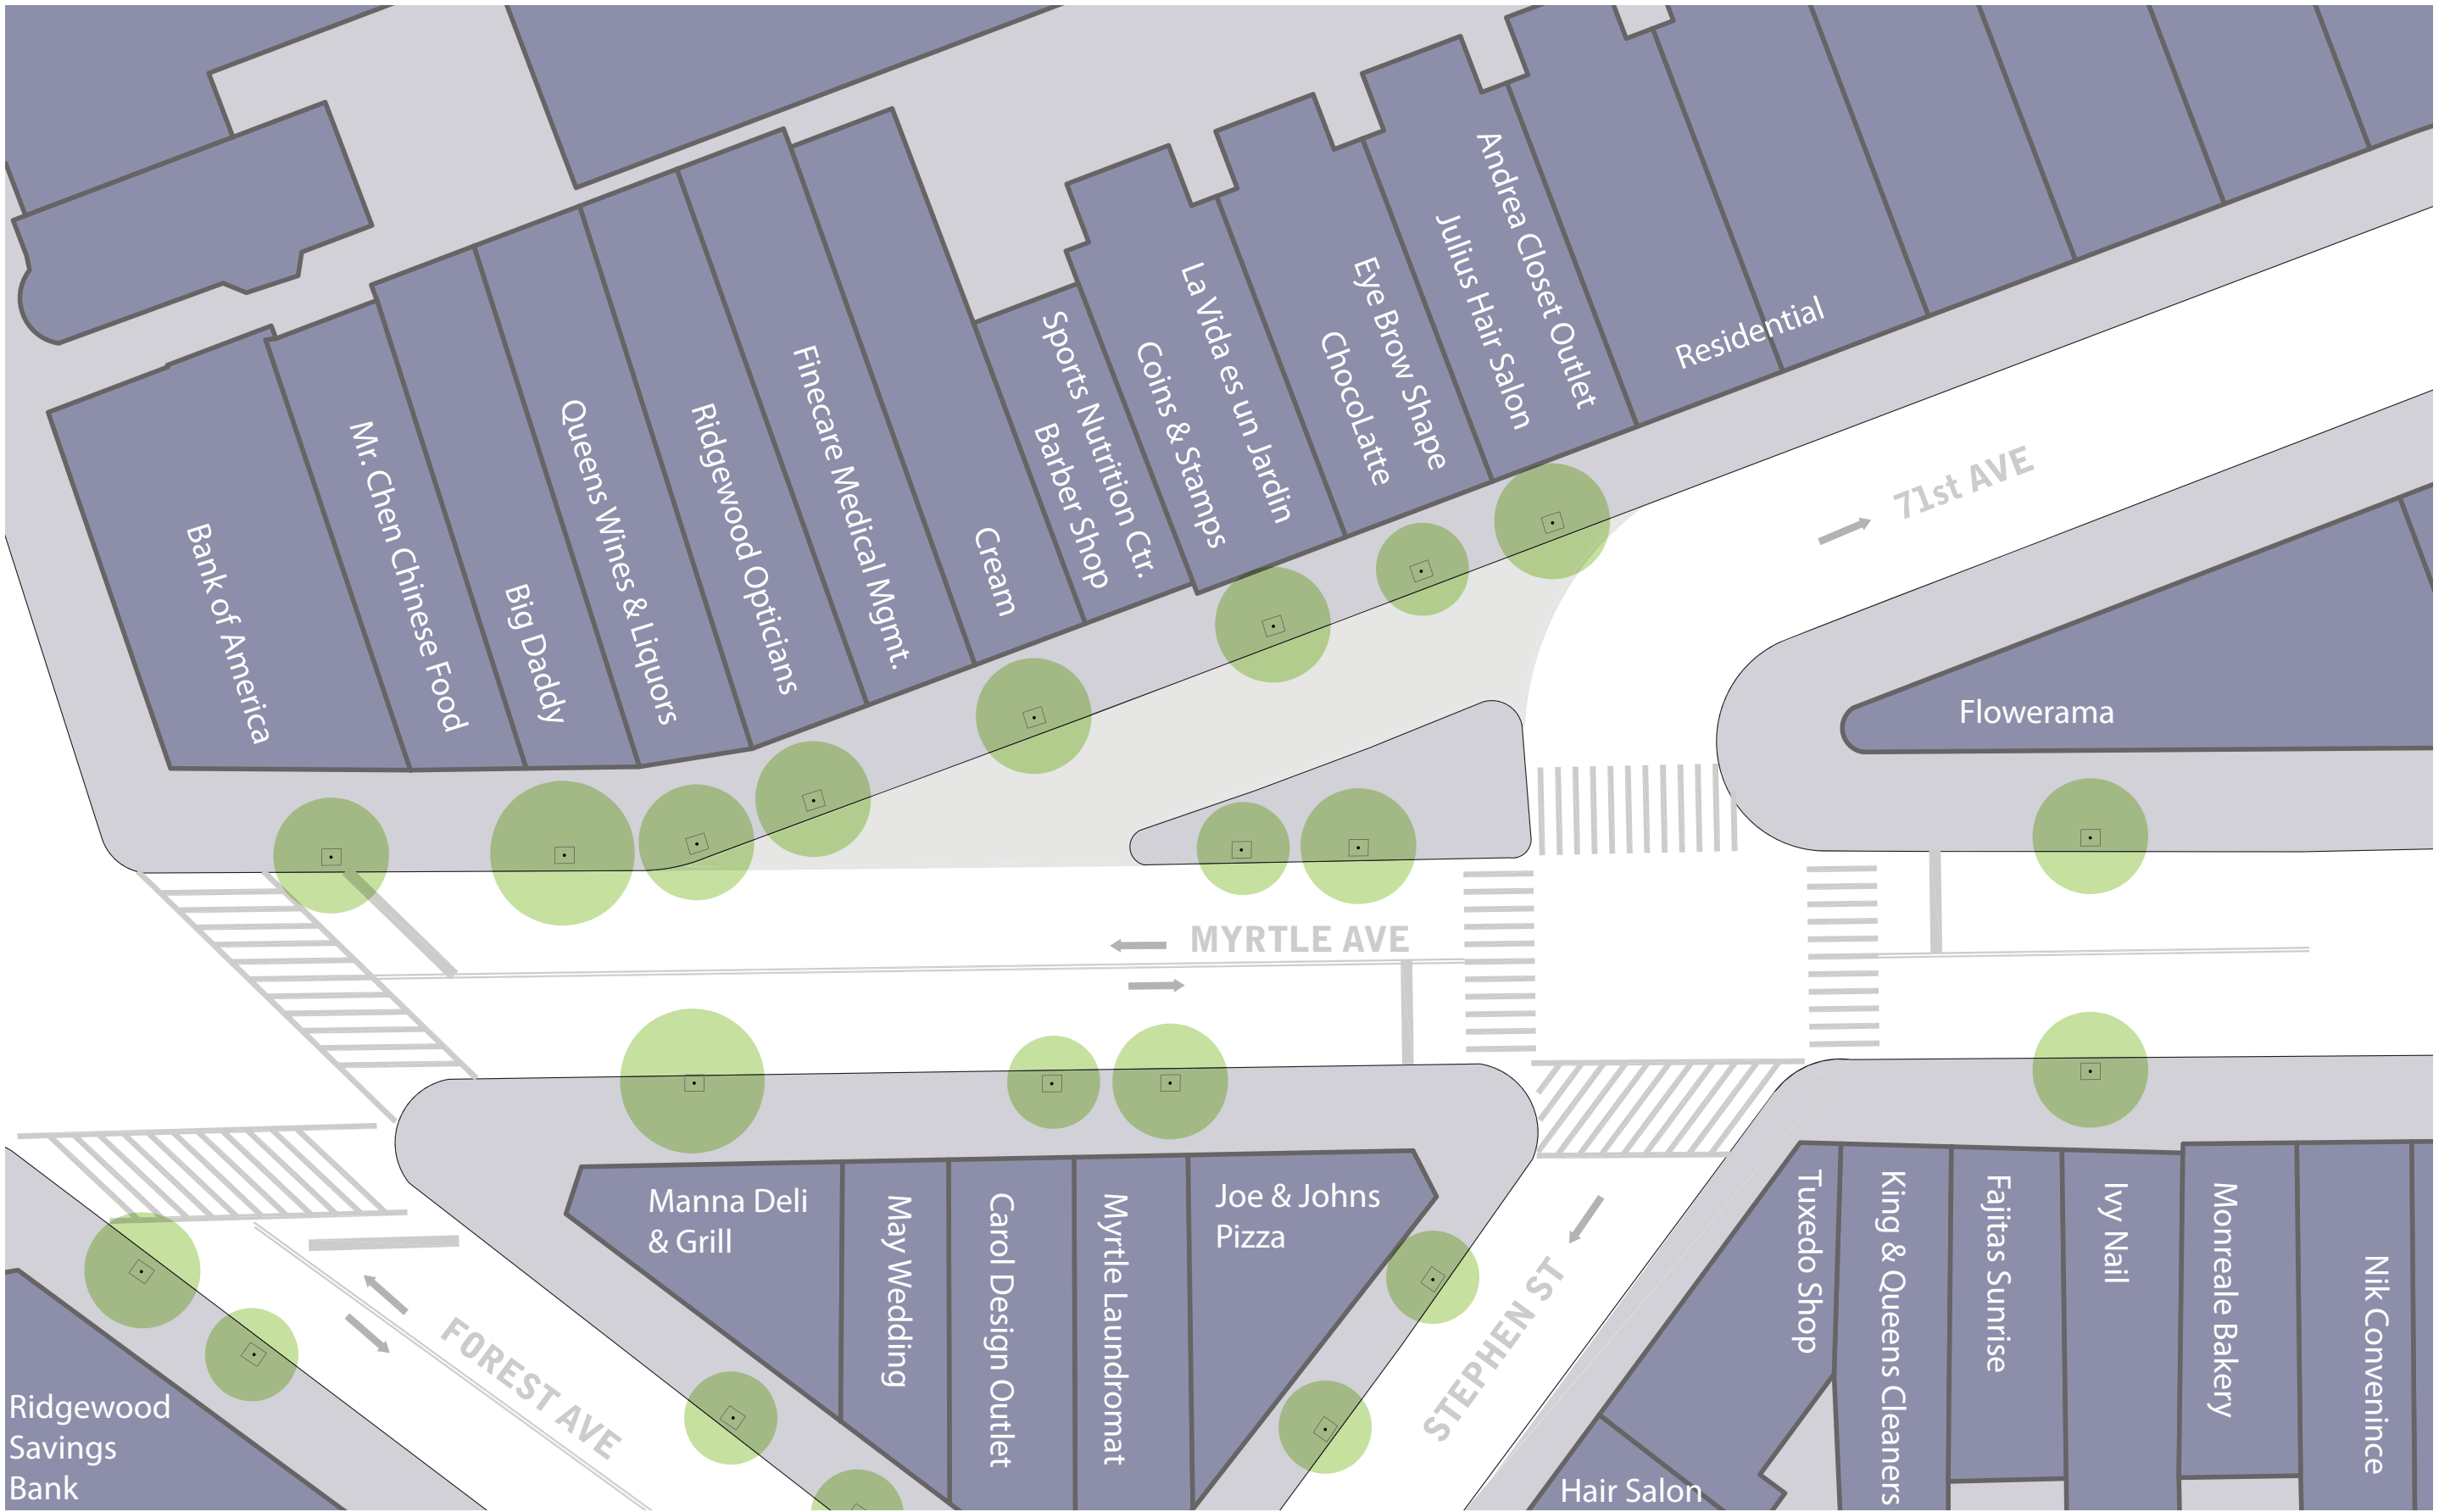 Bank of America
Mr. Chen Chinese Food
Big Daddy
Queens Wines & Liquors
Ridgewood Opticians
Finecare Medical Mgmt.
Cream
Sports Nutrition Ctr.
Barber Shop
Coins & Stamps
La Vida es un Jardin
ChocoLatte
Eye Brow Shape
Julius Hair Salon
Andrea Closet Outlet
Residential
71st AVE
Flowerama
MYRTLE AVE
Manna Deli
& Grill
May Wedding
Carol Design Outlet
Myrtle Laundromat
Joe & Johns
Pizza
STEPHEN ST
FOREST AVE
Ridgewood
Savings
Bank
Tuxedo Shop
King & Queens Cleaners
Fajitas Sunrise
Ivy Nail
Monreale Bakery
Nik Convenince
Hair Salon